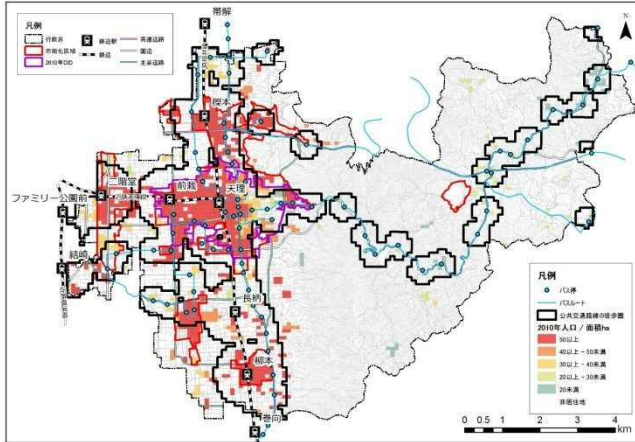 帯解
凡例
行政界
市街化区域
2010年DID
鉄道駅
鉄道
高速道路
国道
主要道路
N
櫟本
二階堂
前栽
天理
ファミリー公園前
結崎
長柄
柳本
巻向
凡例
バス停
バスルート
公共交通路線の徒歩圏
2010年人口 / 面積ha
50以上
40以上 - 50未満
30以上 - 40未満
20以上 - 30未満
20未満
非居住地
0 0.5 1 2 3 4
km